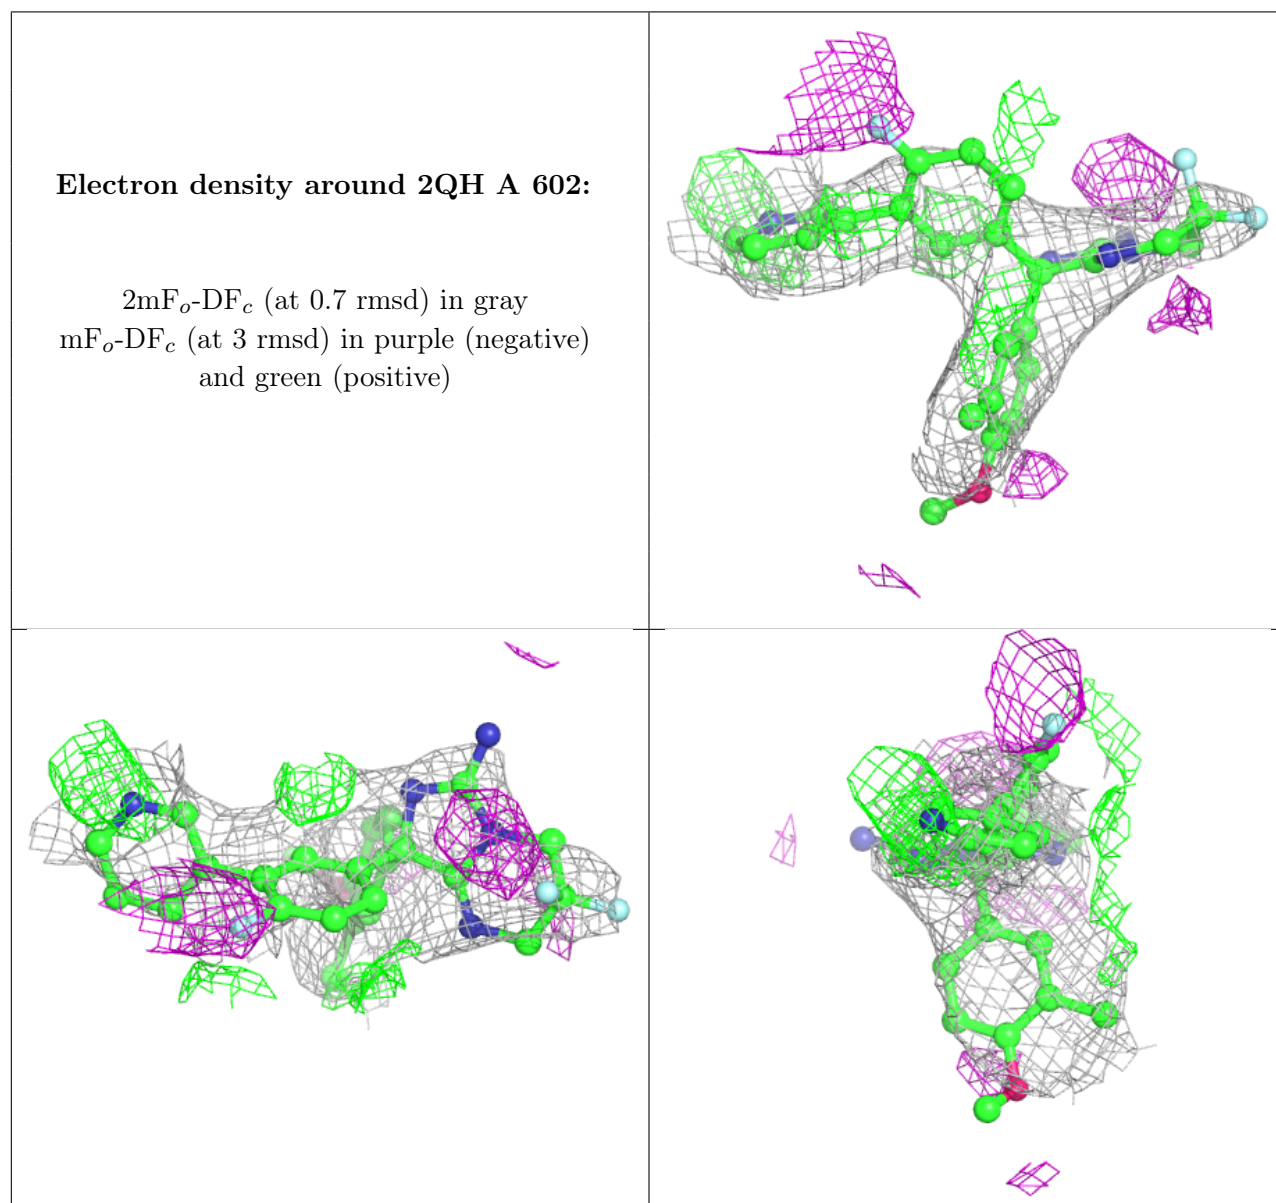 Electron density around 2QH A 602:
2mFo-DFc (at 0.7 rmsd) in gray
mFo-DFc (at 3 rmsd) in purple (negative)
and green (positive)